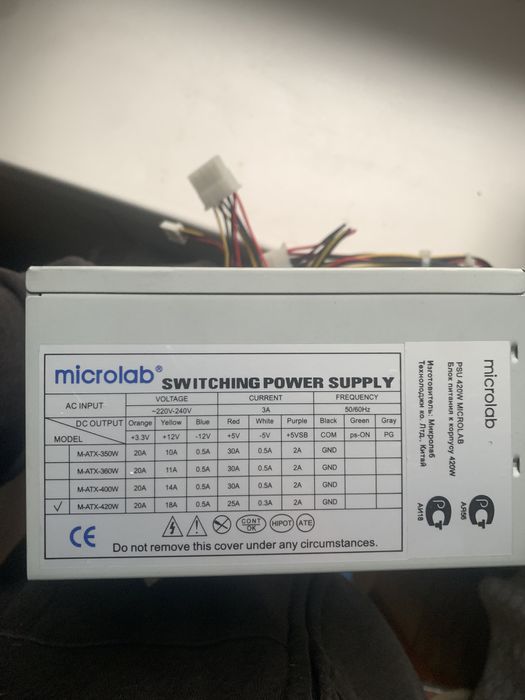 microlab® SWITCHING POWER SUPPLY
AC INPUT VOLTAGE CURRENT FREQUENCY
~220V-240V 3A 50/60Hz
DC OUTPUT Orange Yellow Blue Red White Purple Black Green Gray
MODEL +3.3V +12V -12V +5V -5V +5VSB COM ps-ON PG
M-ATX-350W 20A 10A 0.5A 30A 0.5A 2A GND
M-ATX-360W 20A 11A 0.5A 30A 0.5A 2A GND
M-ATX-400W 20A 14A 0.5A 30A 0.5A 2A GND
✓ M-ATX-420W 20A 18A 0.5A 25A 0.3A 2A GND
CE
CONT OK HIPOT ATE
Do not remove this cover under any circumstances.
microlab
PSU 420W MICROLAB
Блок питания к корпусу 420W
Изготовитель: Микролаб
Технолоджи ко. Лтд. Китай
АЯ56
АИ18